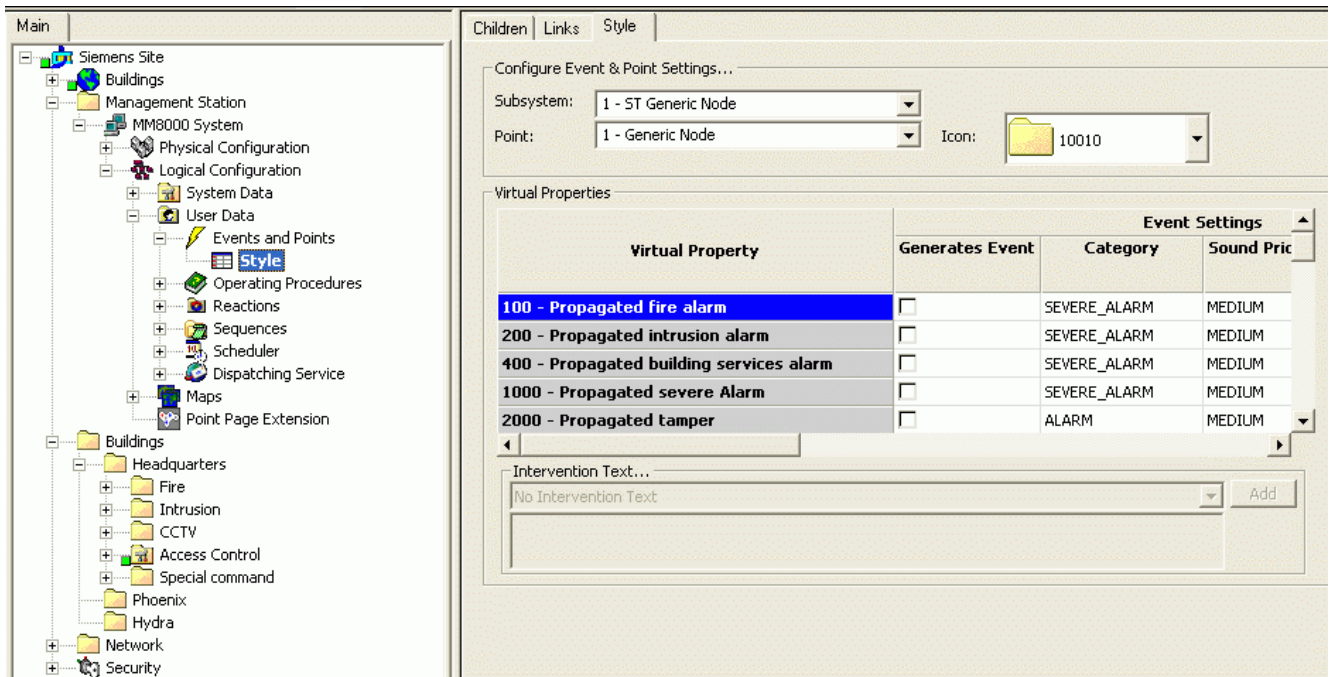 Main
Siemens Site
Buildings
Management Station
MM8000 System
Physical Configuration
Logical Configuration
System Data
User Data
Events and Points
Style
Operating Procedures
Reactions
Sequences
Scheduler
Dispatching Service
Maps
Point Page Extension
Buildings
Headquarters
Fire
Intrusion
CCTV
Access Control
Special command
Phoenix
Hydra
Network
Security
Children Links Style
Configure Event & Point Settings...
Subsystem: 1 - ST Generic Node
Point: 1 - Generic Node Icon: 10010
Virtual Properties
Event Settings
Virtual Property Generates Event Category Sound Pric
100 - Propagated fire alarm SEVERE_ALARM MEDIUM
200 - Propagated intrusion alarm SEVERE_ALARM MEDIUM
400 - Propagated building services alarm SEVERE_ALARM MEDIUM
1000 - Propagated severe Alarm SEVERE_ALARM MEDIUM
2000 - Propagated tamper ALARM MEDIUM
Intervention Text...
No Intervention Text Add